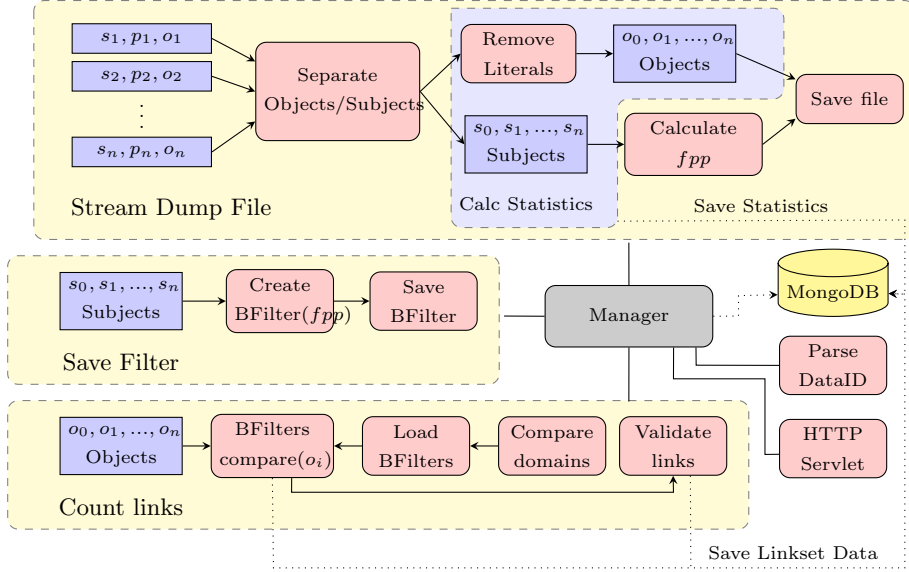 s₁, p₁, o₁
s₂, p₂, o₂
⋮
sₙ, pₙ, oₙ
Separate
Objects/Subjects
Remove
Literals
o₀, o₁, ..., oₙ
Objects
s₀, s₁, ..., sₙ
Subjects
Calculate
fpp
Save file
Stream Dump File
Calc Statistics
Save Statistics
s₀, s₁, ..., sₙ
Subjects
Create
BFilter(fpp)
Save
BFilter
Save Filter
Manager
MongoDB
Parse
DataID
HTTP
Servlet
o₀, o₁, ..., oₙ
Objects
BFilters
compare(oᵢ)
Load
BFilters
Compare
domains
Validate
links
Count links
Save Linkset Data